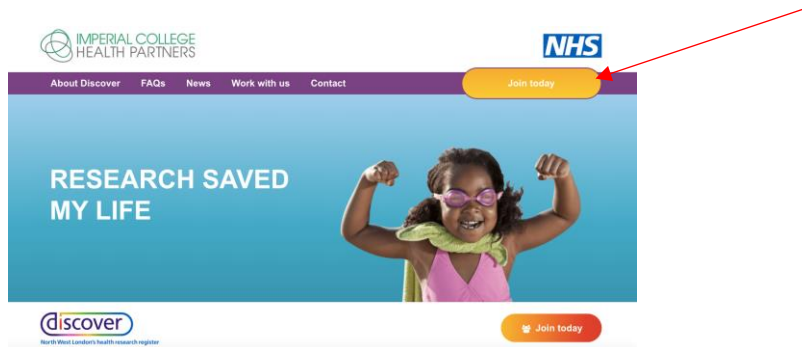 IMPERIAL COLLEGE
HEALTH PARTNERS
NHS
About Discover FAQs News Work with us Contact Join today
RESEARCH SAVED
MY LIFE
discover
North West London's health research register
Join today